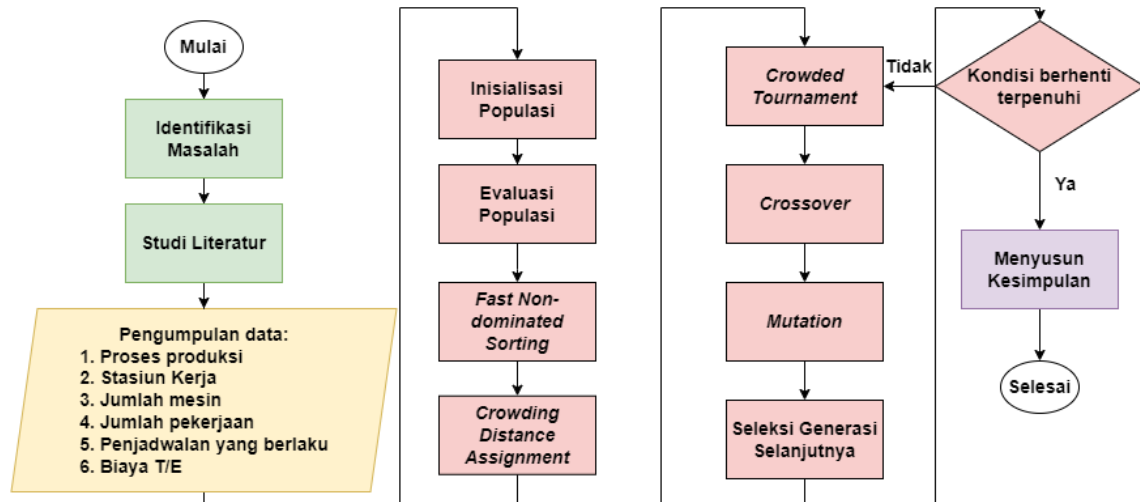 Mulai
Identifikasi
Masalah
Studi Literatur
Pengumpulan data:
1. Proses produksi
2. Stasiun Kerja
3. Jumlah mesin
4. Jumlah pekerjaan
5. Penjadwalan yang berlaku
6. Biaya T/E
Inisialisasi
Populasi
Evaluasi
Populasi
Fast Non-
dominated
Sorting
Crowding
Distance
Assignment
Crowded
Tournament
Crossover
Mutation
Seleksi Generasi
Selanjutnya
Tidak
Kondisi berhenti
terpenuhi
Ya
Menyusun
Kesimpulan
Selesai